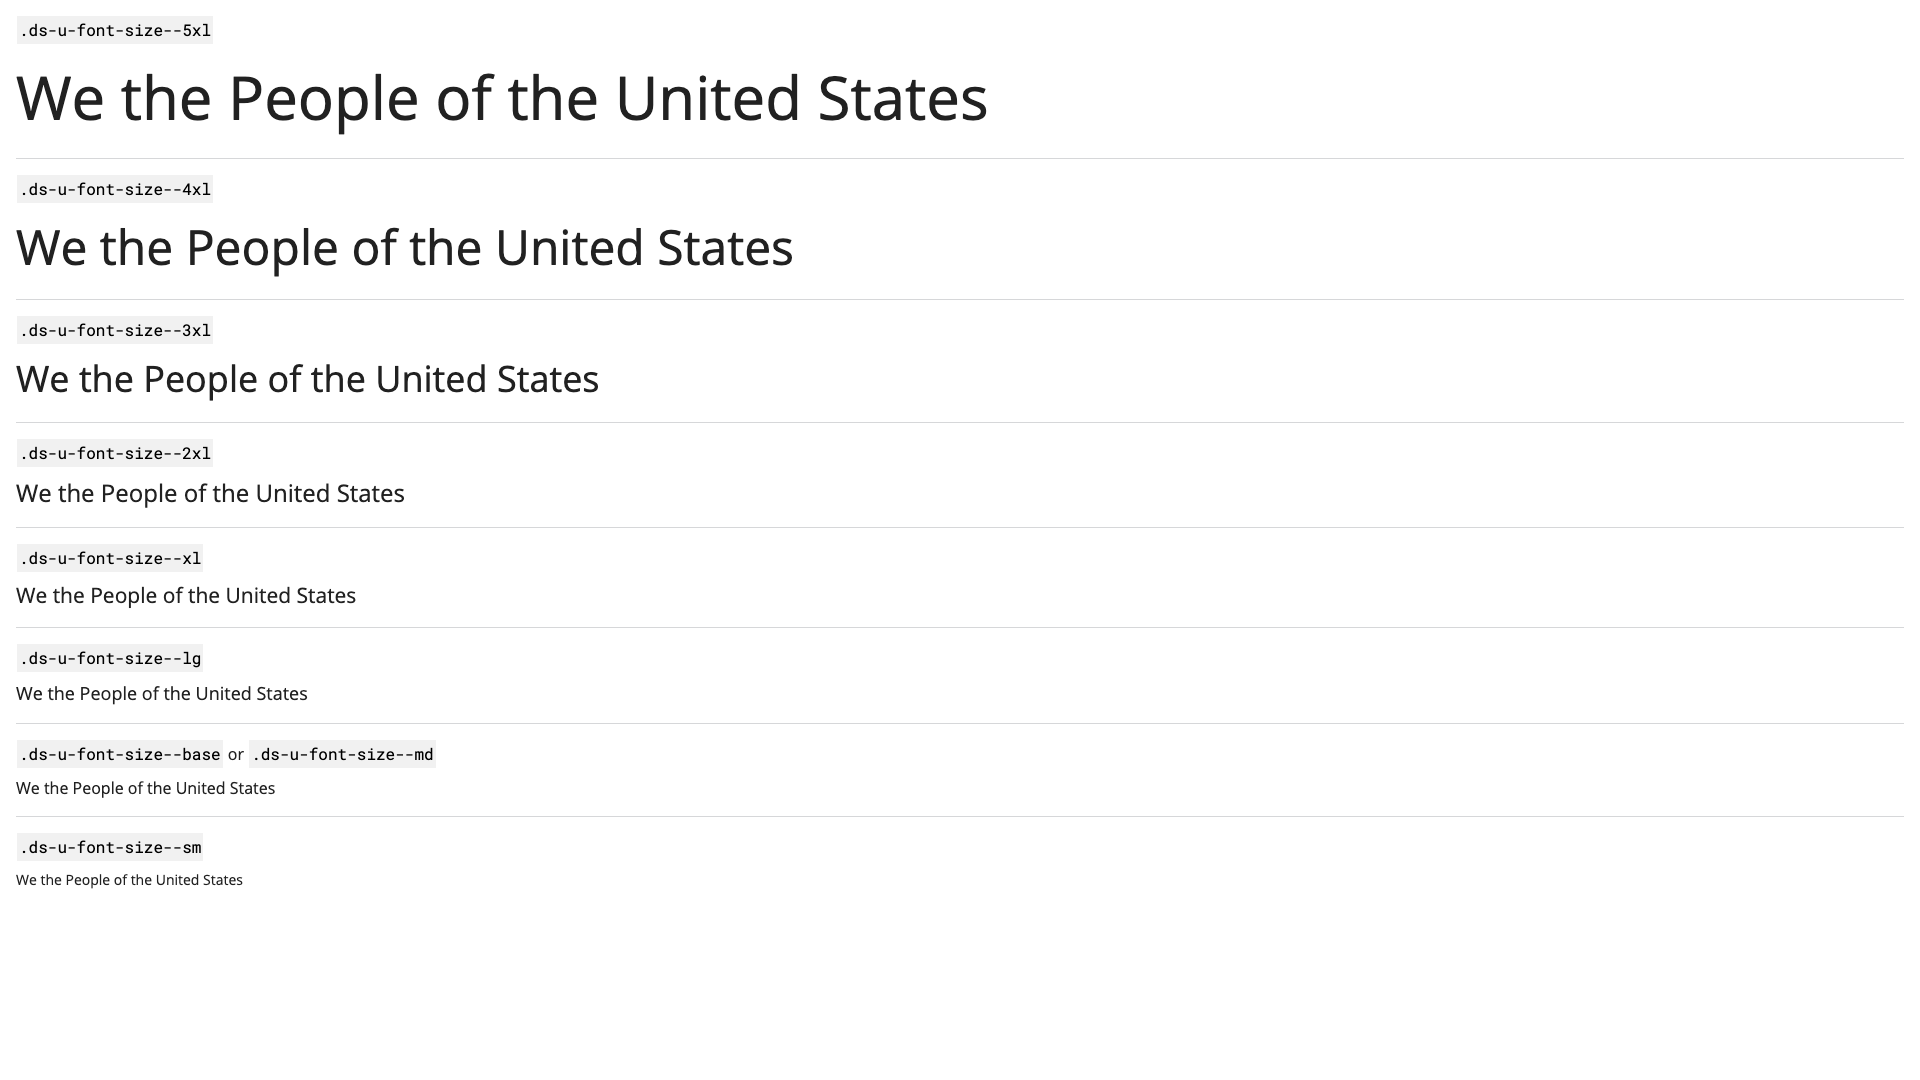 .ds-u-font-size--5xl
We the People of the United States
.ds-u-font-size--4xl
We the People of the United States
.ds-u-font-size--3xl
We the People of the United States
.ds-u-font-size--2xl
We the People of the United States
.ds-u-font-size--xl
We the People of the United States
.ds-u-font-size--lg
We the People of the United States
.ds-u-font-size--base or .ds-u-font-size--md
We the People of the United States
.ds-u-font-size--sm
We the People of the United States